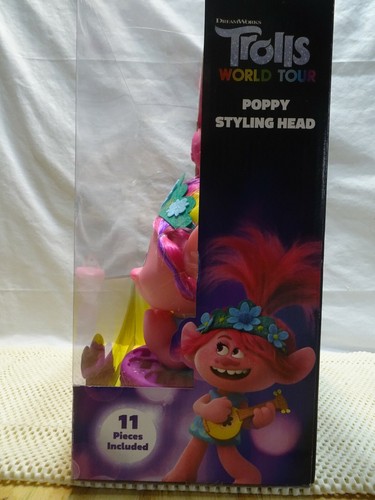 DREAMWORKS
Trolls
WORLD TOUR
POPPY
STYLING HEAD
11
Pieces
Included